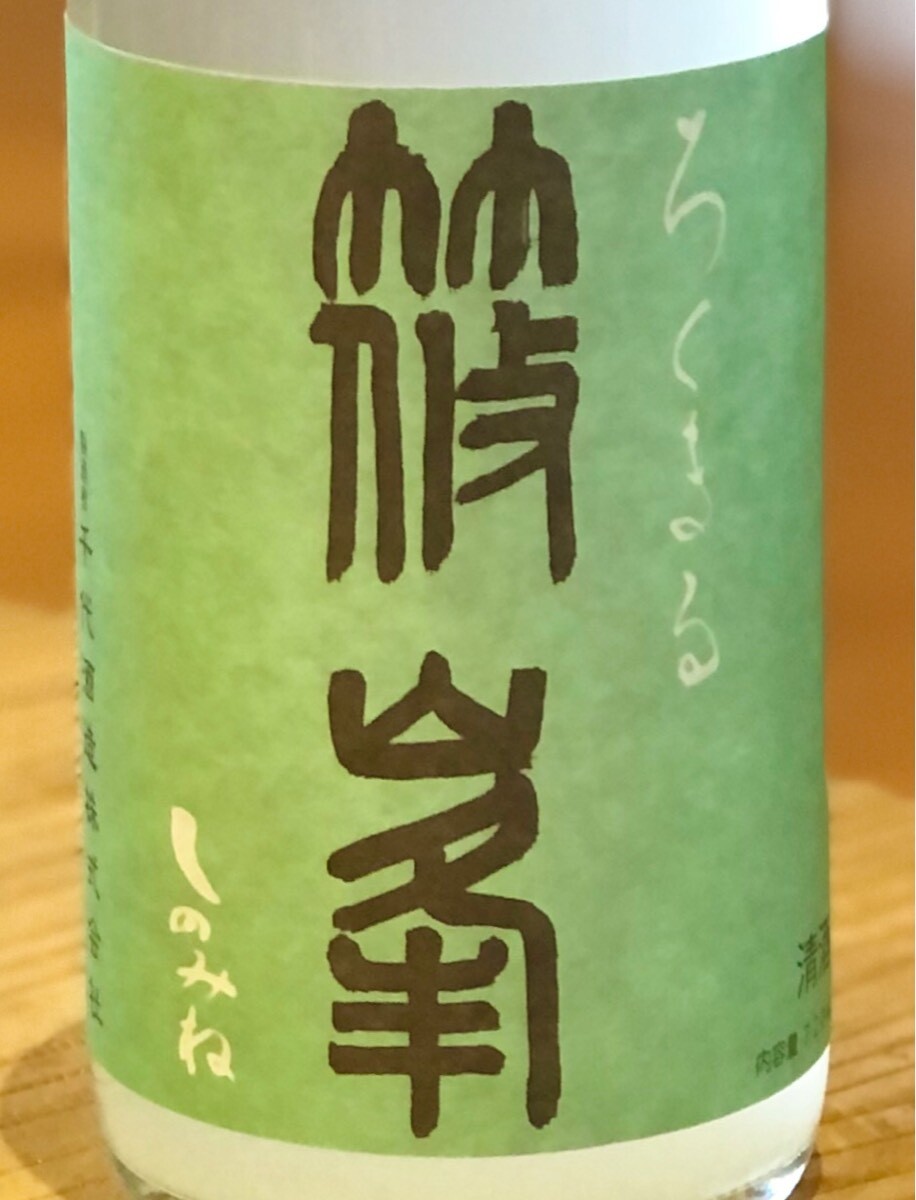 ろくまる
篠峯
しのみね
千代酒造株式会社
清酒
内容量 720